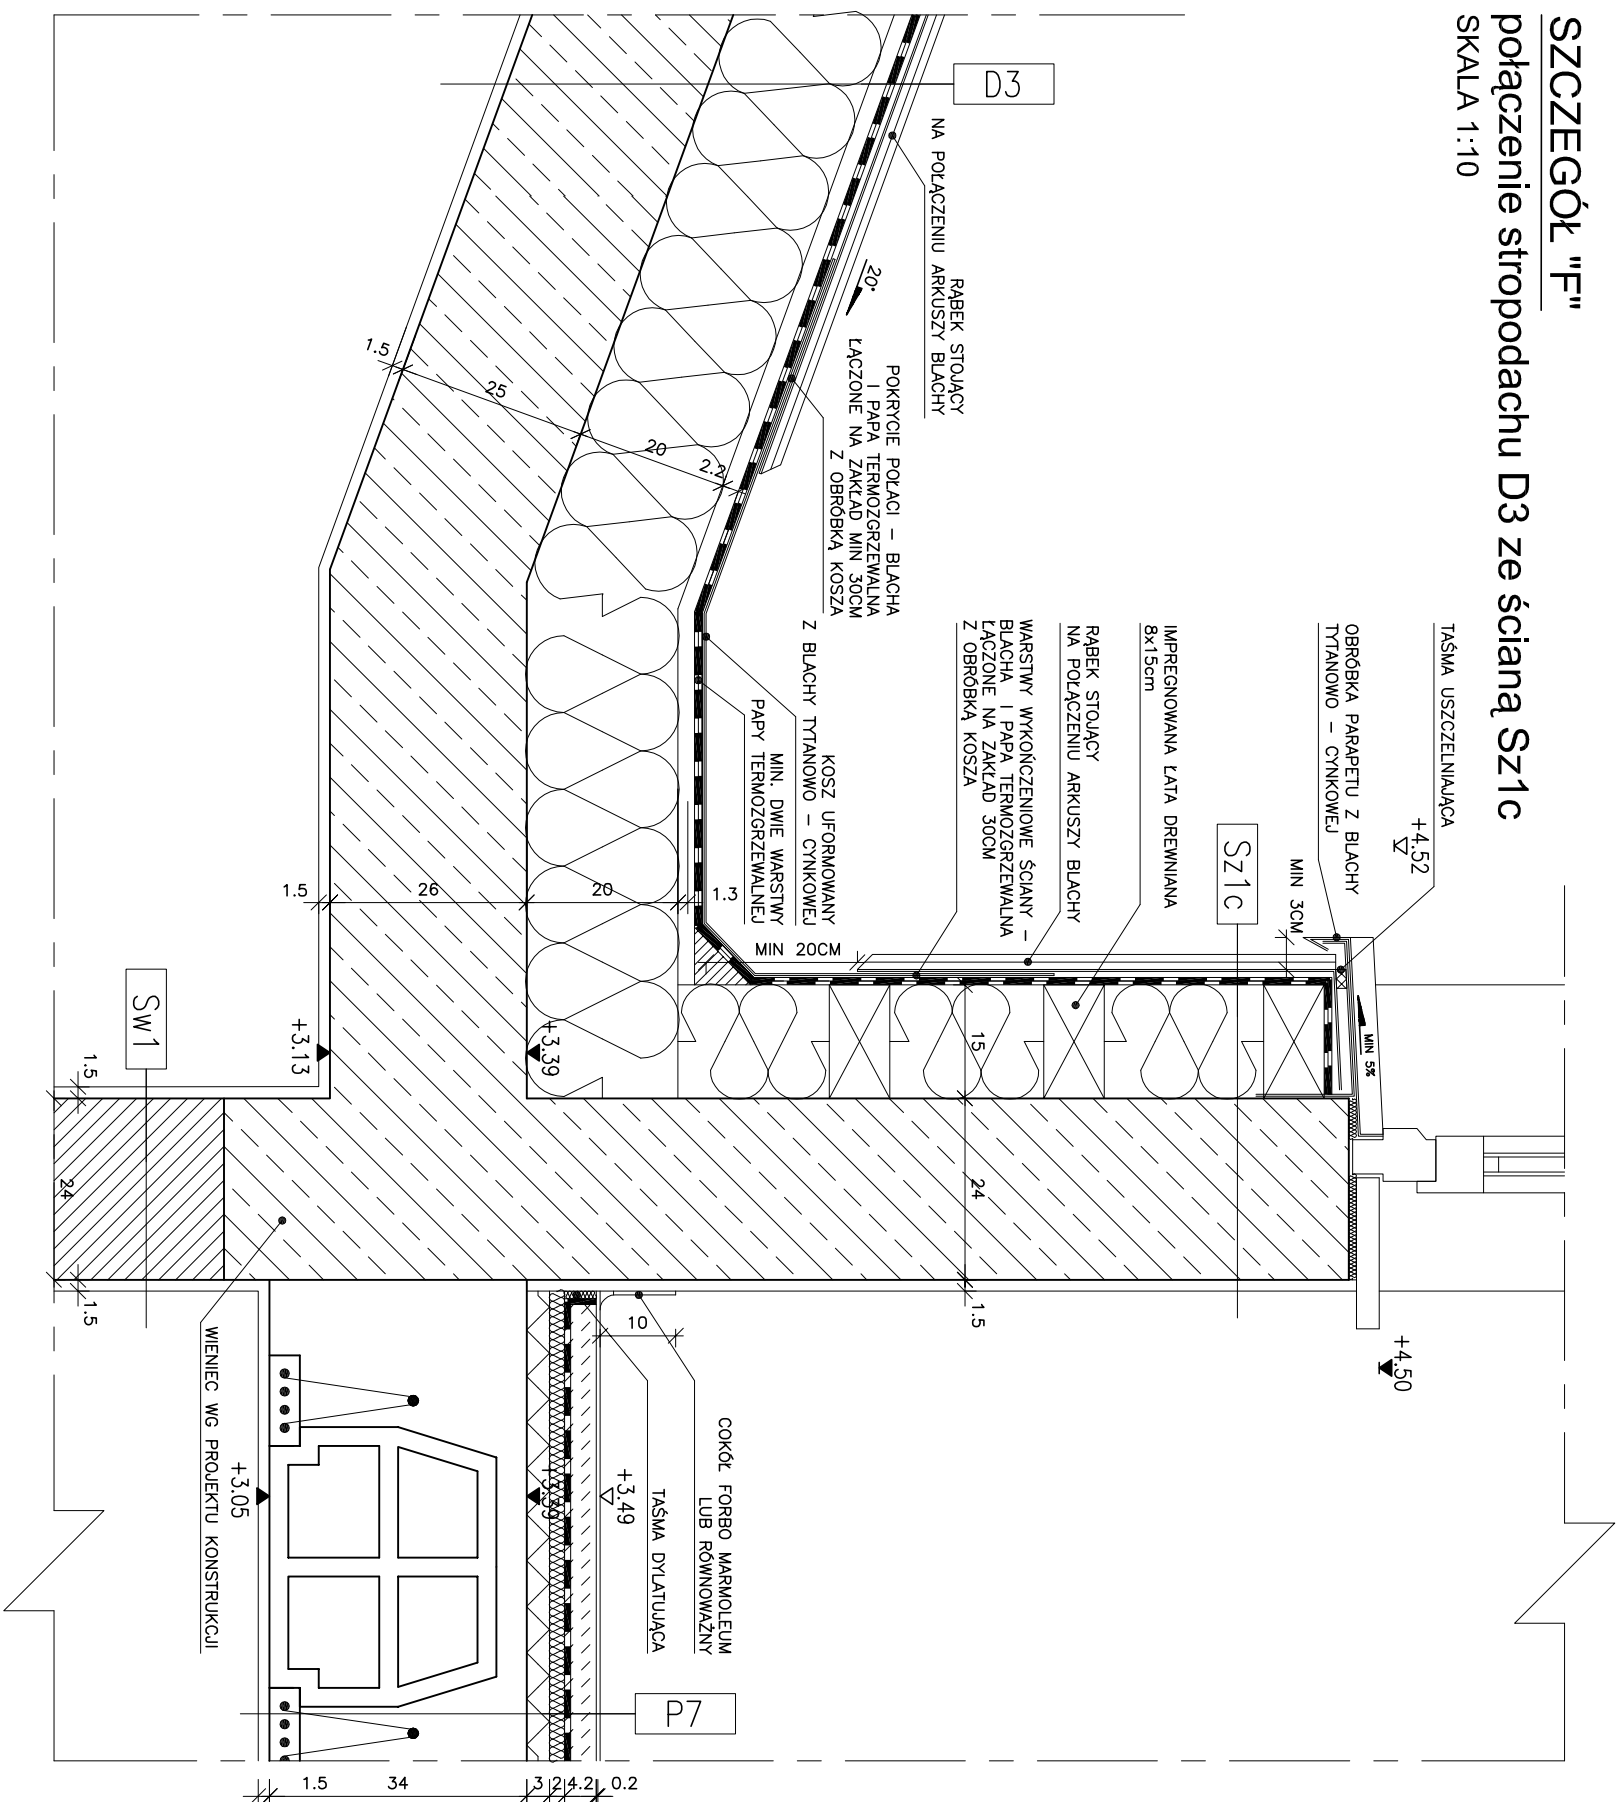 SZCZEGÓŁ "F"
połączenie stropodachu D3 ze ścianą Sz1c
SKALA 1:10
D3
RĄBEK STOJĄCY
NA POŁĄCZENIU ARKUSZY BLACHY
20°
POKRYCIE POŁACI – BLACHA
I PAPA TERMOZGRZEWALNA
ŁĄCZONE NA ZAKŁAD MIN 30CM
Z OBRÓBKĄ KOSZA
1.5
25
20
2.2
TAŚMA USZCZELNIAJĄCA
+4.52
OBRÓBKA PARAPETU Z BLACHY
TYTANOWO – CYNKOWEJ
MIN 3CM
Sz1c
IMPREGNOWANA ŁATA DREWNIANA
8x15cm
RĄBEK STOJĄCY
NA POŁĄCZENIU ARKUSZY BLACHY
WARSTWY WYKOŃCZENIOWE ŚCIANY –
BLACHA I PAPA TERMOZGRZEWALNA
ŁĄCZONE NA ZAKŁAD 30CM
Z OBRÓBKĄ KOSZA
KOSZ UFORMOWANY
Z BLACHY TYTANOWO – CYNKOWEJ
MIN. DWIE WARSTWY
PAPY TERMOZGRZEWALNEJ
1.3
20
26
1.5
MIN 20CM
MIN 5%
15
+3.39
+3.13
Sw1
1.5
24
1.5
24
1.5
10
+4.50
COKÓŁ FORBO MARMOLEUM
LUB RÓWNOWAŻNY
TAŚMA DYLATUJĄCA
+3.49
+3.39
+3.05
WIENIEC WG PROJEKTU KONSTRUKCJI
P7
1.5
34
3
2
4.2
0.2